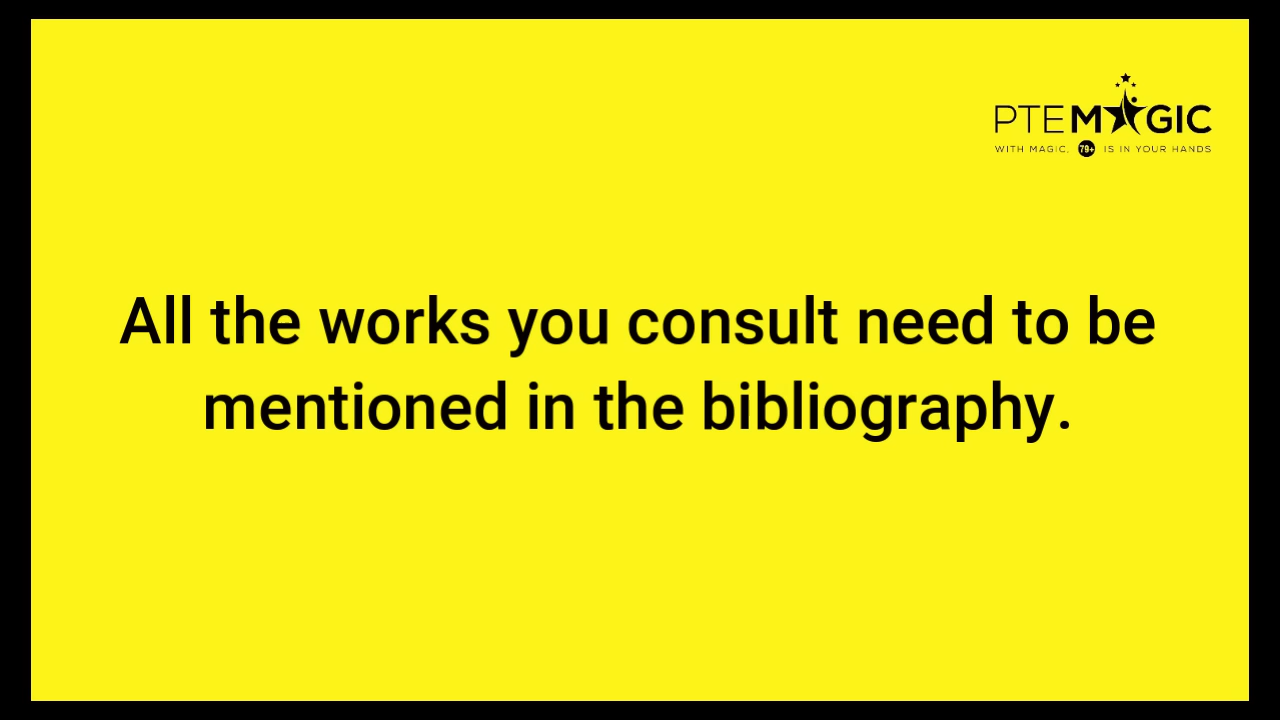 PTEMAGIC
WITH MAGIC, 79+ IS IN YOUR HANDS
All the works you consult need to be
mentioned in the bibliography.